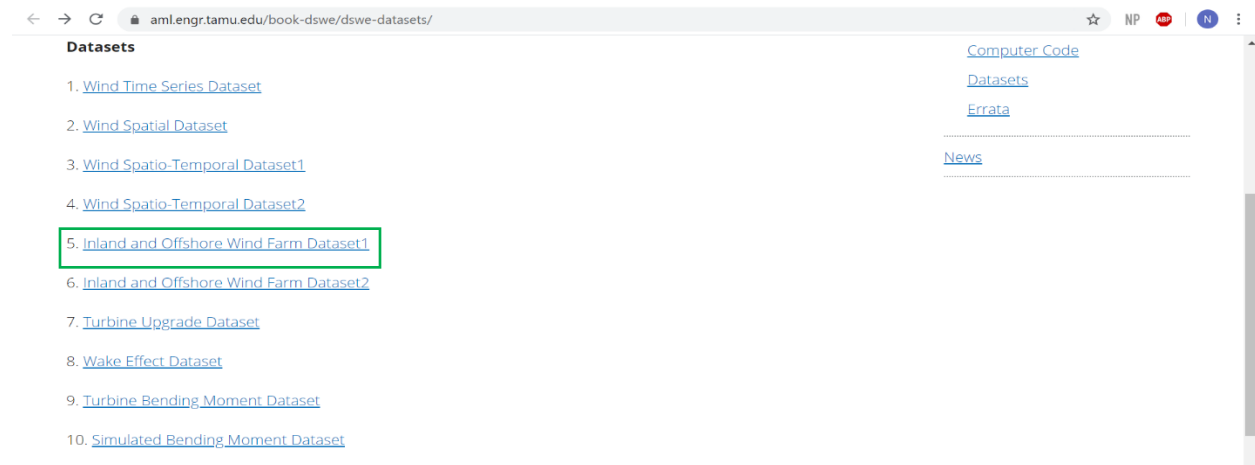 aml.engr.tamu.edu/book-dswe/dswe-datasets/
NP
ABP
N
Datasets
1. Wind Time Series Dataset
2. Wind Spatial Dataset
3. Wind Spatio-Temporal Dataset1
4. Wind Spatio-Temporal Dataset2
5. Inland and Offshore Wind Farm Dataset1
6. Inland and Offshore Wind Farm Dataset2
7. Turbine Upgrade Dataset
8. Wake Effect Dataset
9. Turbine Bending Moment Dataset
10. Simulated Bending Moment Dataset
Computer Code
Datasets
Errata
News